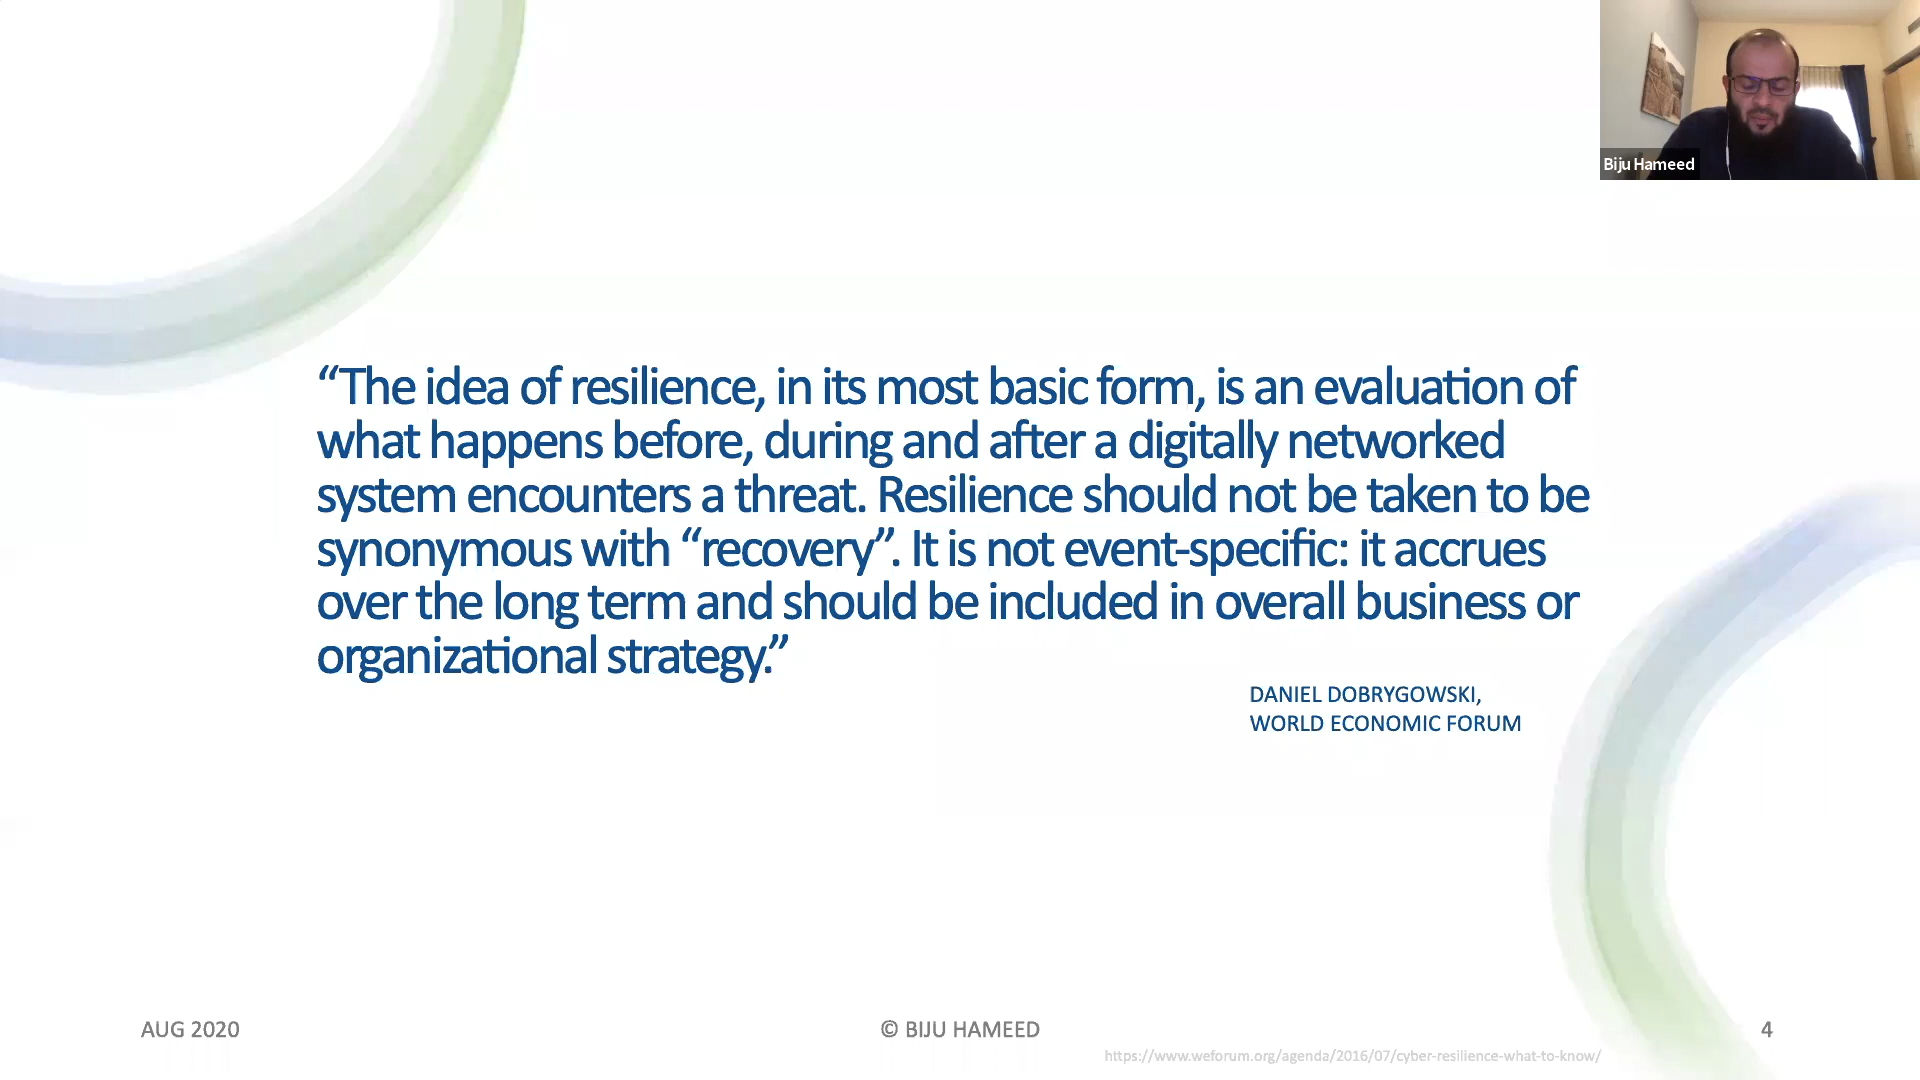 Biju Hameed
“The idea of resilience, in its most basic form, is an evaluation of
what happens before, during and after a digitally networked
system encounters a threat. Resilience should not be taken to be
synonymous with “recovery”. It is not event-specific: it accrues
over the long term and should be included in overall business or
organizational strategy.”
DANIEL DOBRYGOWSKI,
WORLD ECONOMIC FORUM
AUG 2020
© BIJU HAMEED
4
https://www.weforum.org/agenda/2016/07/cyber-resilience-what-to-know/